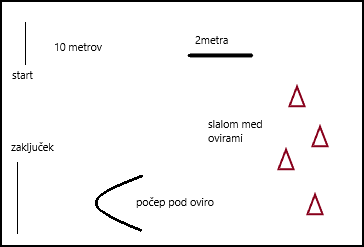 10 metrov
2metra
start
slalom med
ovirami
zaključek
počep pod oviro